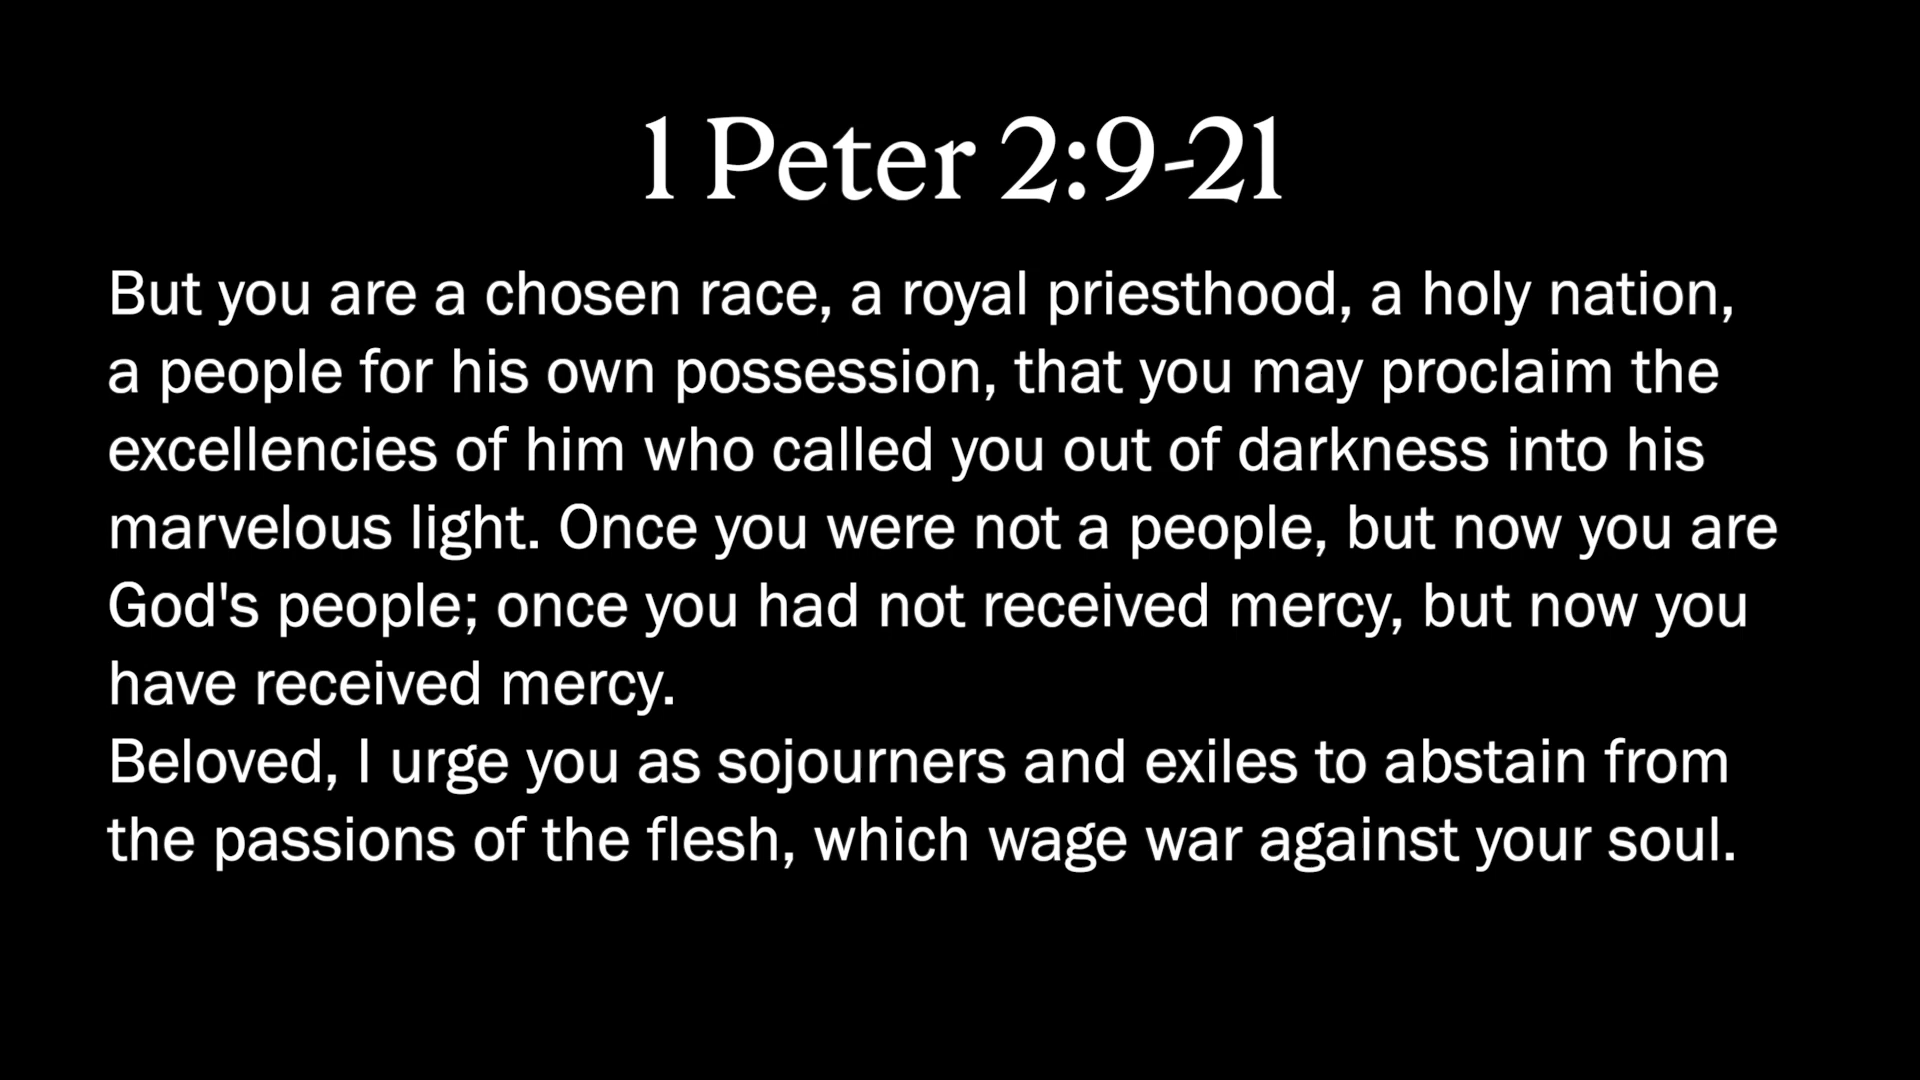 1 Peter 2:9-21
But you are a chosen race, a royal priesthood, a holy nation,
a people for his own possession, that you may proclaim the
excellencies of him who called you out of darkness into his
marvelous light. Once you were not a people, but now you are
God's people; once you had not received mercy, but now you
have received mercy.
Beloved, I urge you as sojourners and exiles to abstain from
the passions of the flesh, which wage war against your soul.